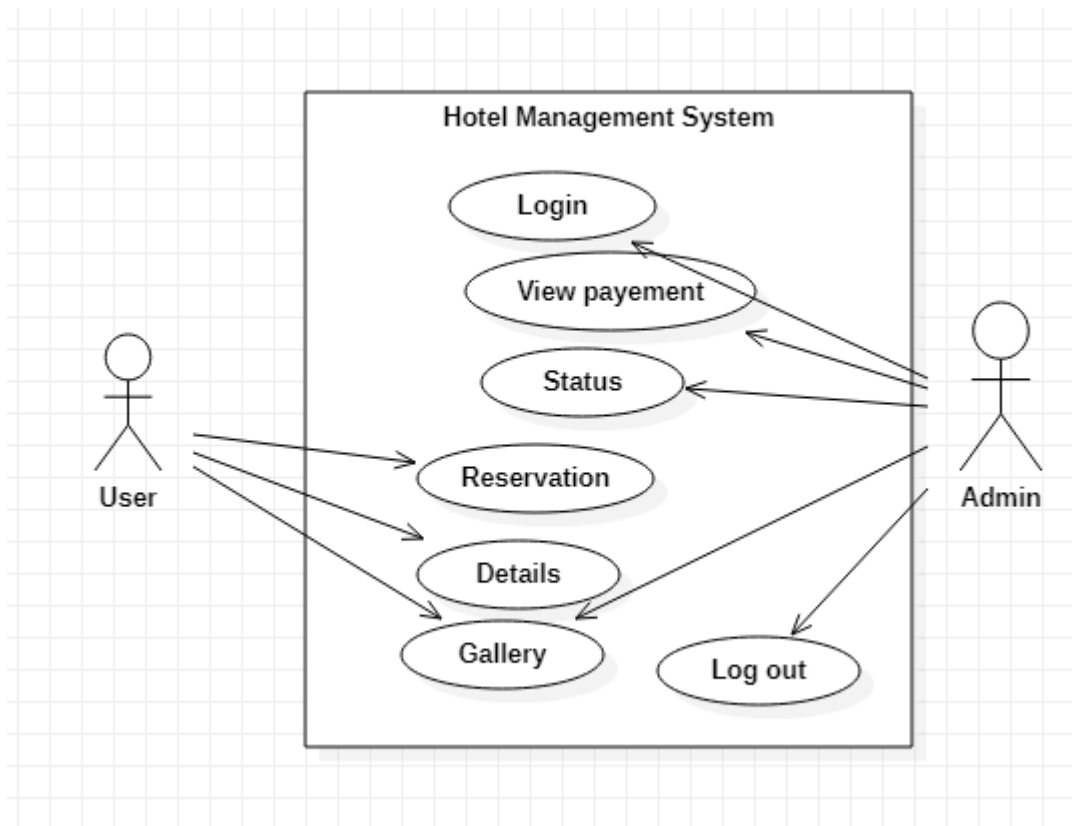 Hotel Management System
Login
View payement
Status
Reservation
User
Admin
Details
Gallery
Log out